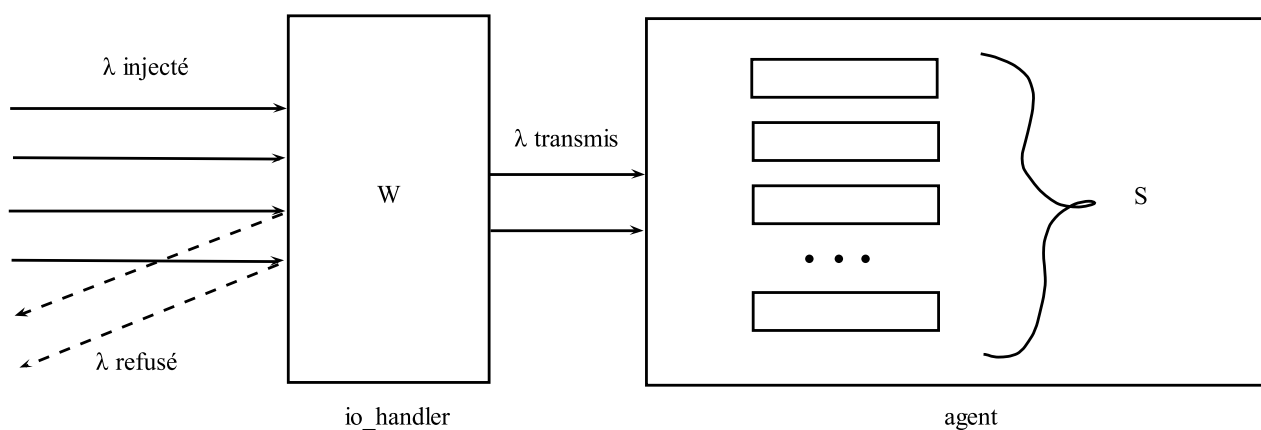 λ injecté
λ transmis
W
S
λ refusé
io_handler
agent